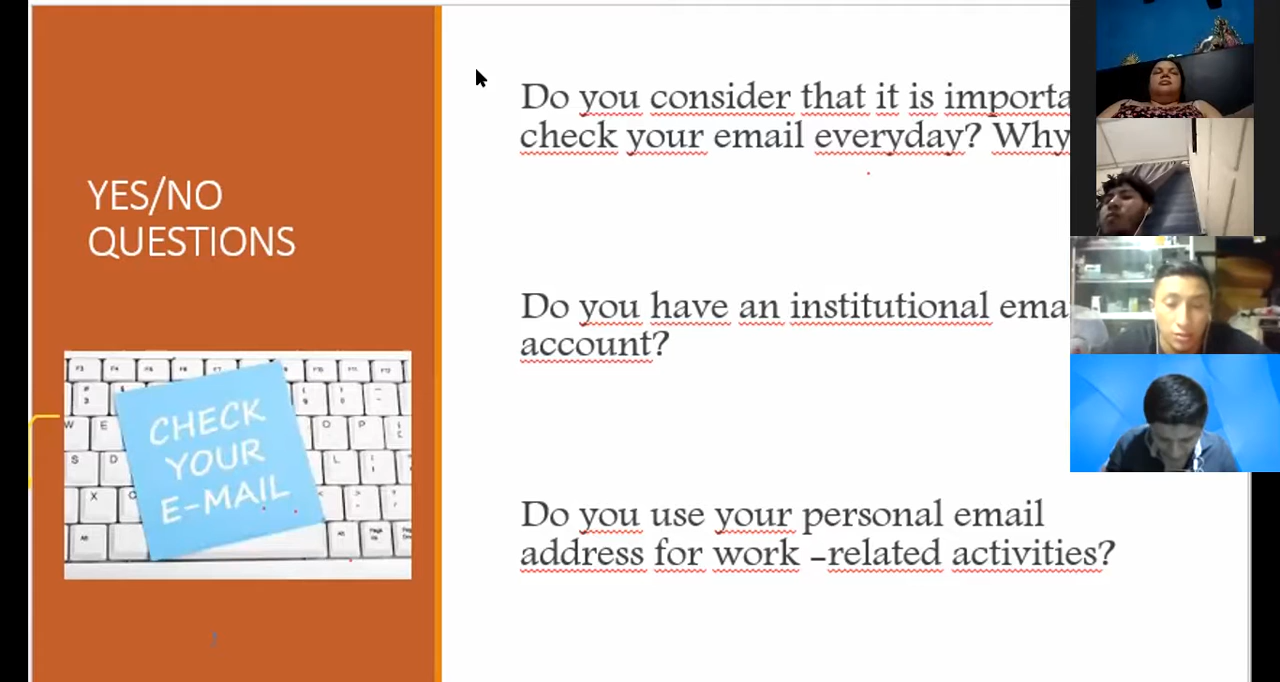 YES/NO
QUESTIONS
CHECK
YOUR
E-MAIL
Do you consider that it is importa
check your email everyday? Why
Do you have an institutional ema
account?
Do you use your personal email
address for work -related activities?